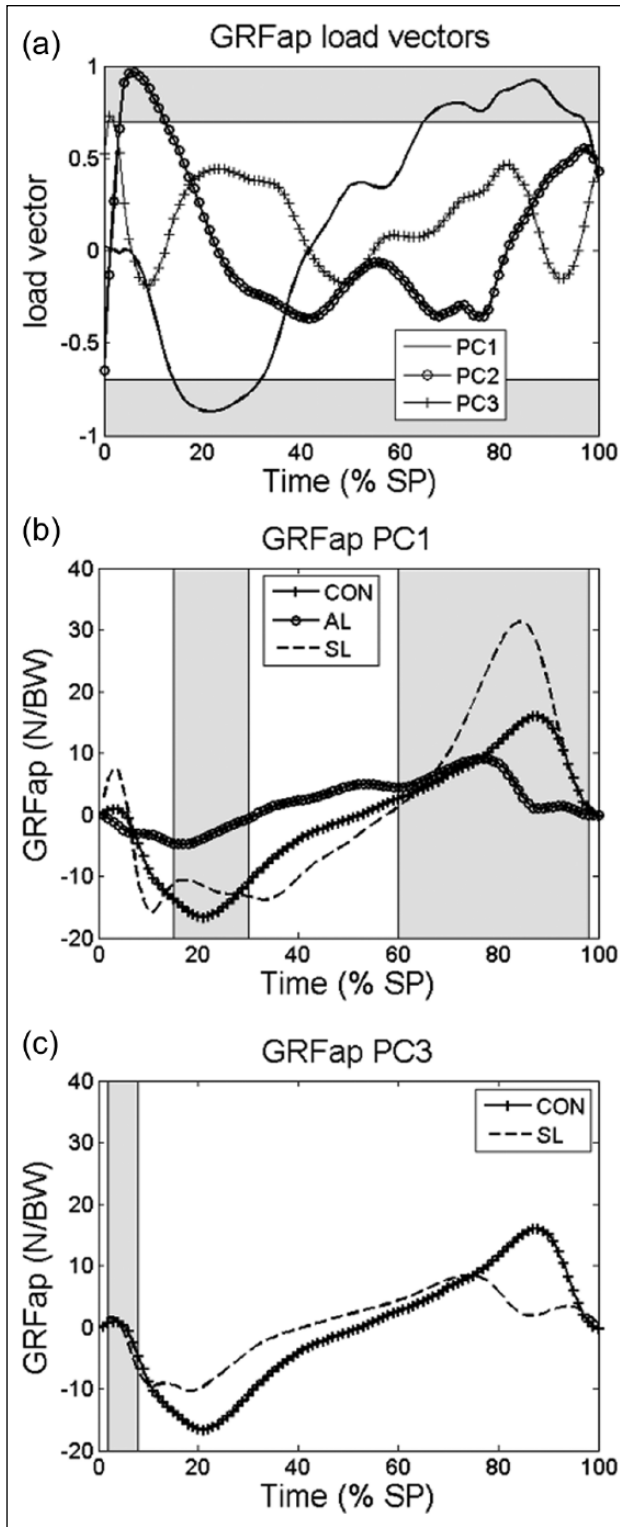 (a)
GRFap load vectors
1
0.5
0
-0.5
-1
load vector
PC1
PC2
PC3
0 20 40 60 80 100
Time (% SP)
(b)
GRFap PC1
40
30
20
10
0
-10
-20
GRFap (N/BW)
CON
AL
SL
0 20 40 60 80 100
Time (% SP)
(c)
GRFap PC3
40
30
20
10
0
-10
-20
GRFap (N/BW)
CON
SL
0 20 40 60 80 100
Time (% SP)